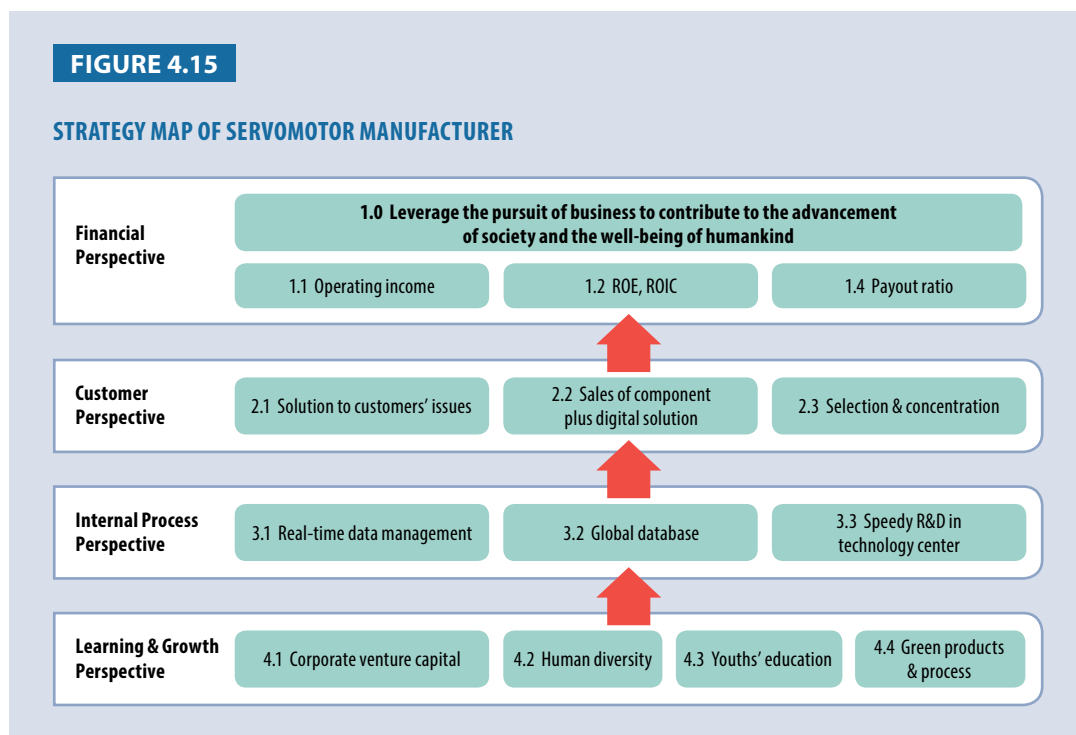 FIGURE 4.15
STRATEGY MAP OF SERVOMOTOR MANUFACTURER
Financial
Perspective
1.0 Leverage the pursuit of business to contribute to the advancement
of society and the well-being of humankind
1.1 Operating income
1.2 ROE, ROIC
1.4 Payout ratio
Customer
Perspective
2.1 Solution to customers' issues
2.2 Sales of component
plus digital solution
2.3 Selection & concentration
Internal Process
Perspective
3.1 Real-time data management
3.2 Global database
3.3 Speedy R&D in
technology center
Learning & Growth
Perspective
4.1 Corporate venture capital
4.2 Human diversity
4.3 Youths' education
4.4 Green products
& process